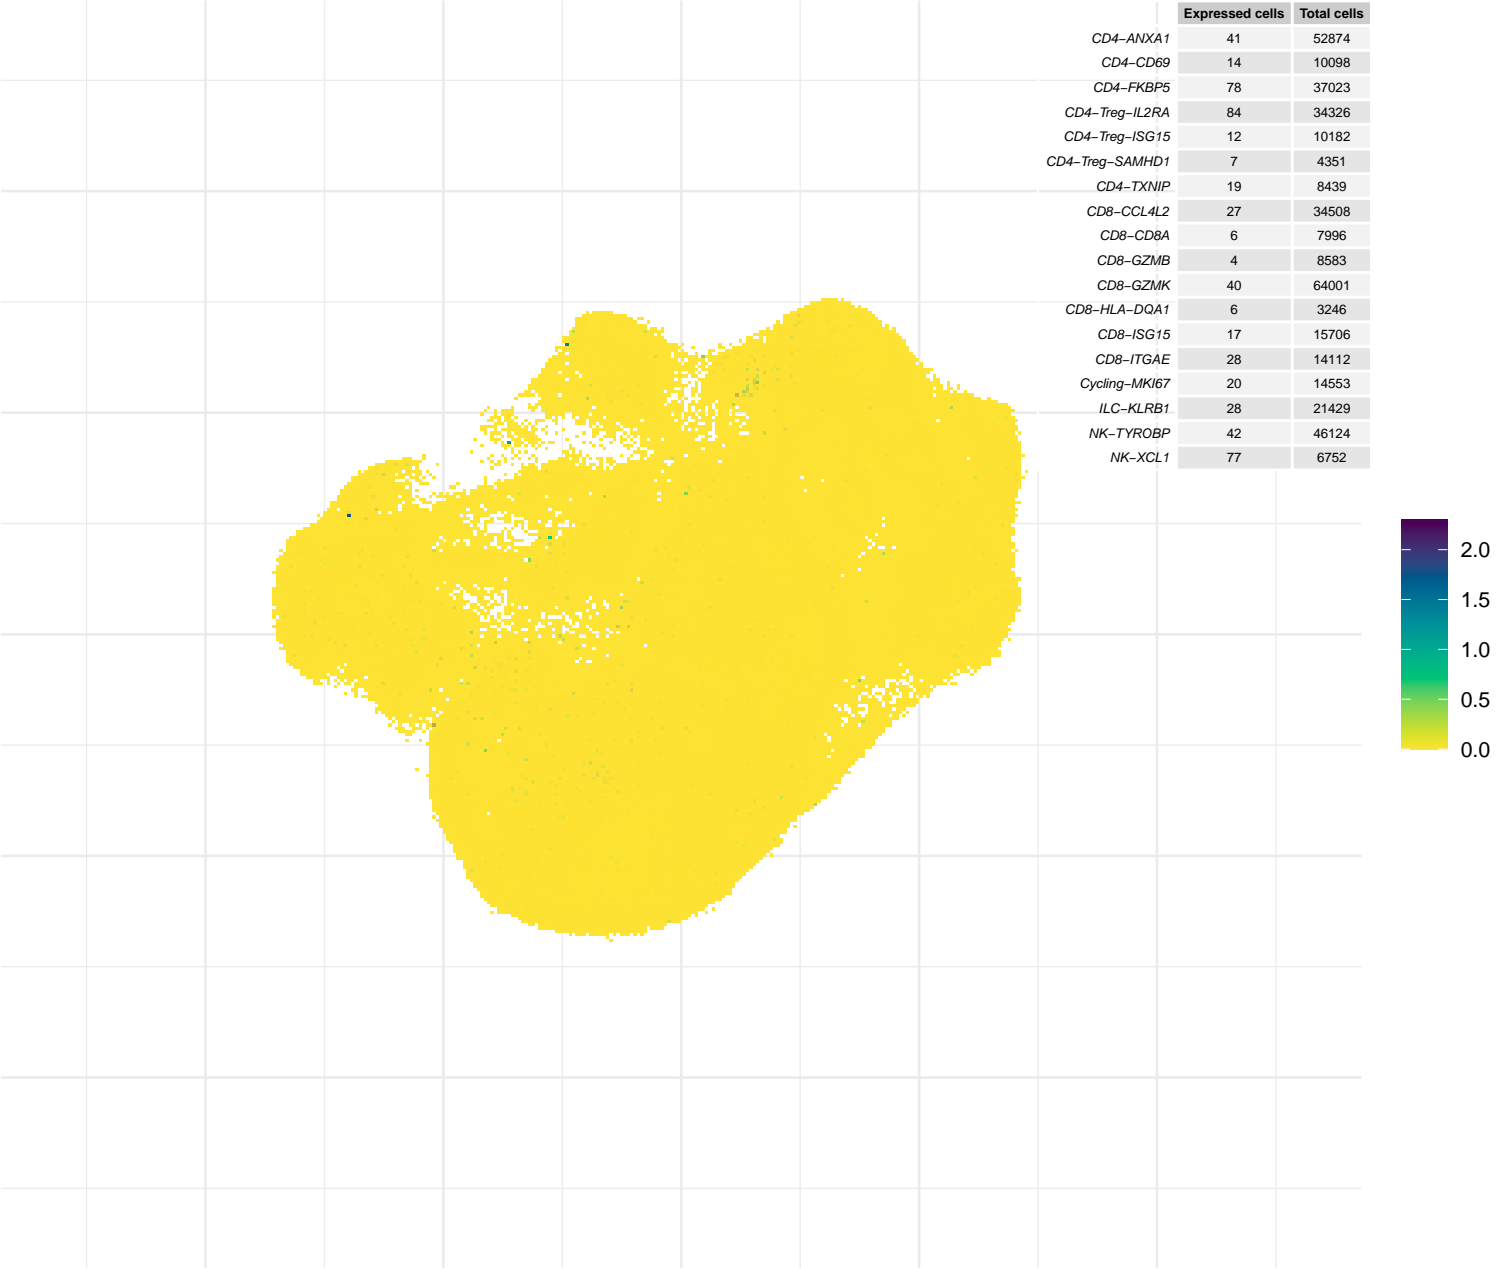 Expressed cells Total cells
CD4−ANXA1 41 52874
CD4−CD69 14 10098
CD4−FKBP5 78 37023
CD4−Treg−IL2RA 84 34326
CD4−Treg−ISG15 12 10182
CD4−Treg−SAMHD1 7 4351
CD4−TXNIP 19 8439
CD8−CCL4L2 27 34508
CD8−CD8A 6 7996
CD8−GZMB 4 8583
CD8−GZMK 40 64001
CD8−HLA−DQA1 6 3246
CD8−ISG15 17 15706
CD8−ITGAE 28 14112
Cycling−MKI67 20 14553
ILC−KLRB1 28 21429
NK−TYROBP 42 46124
NK−XCL1 77 6752
2.0
1.5
1.0
0.5
0.0